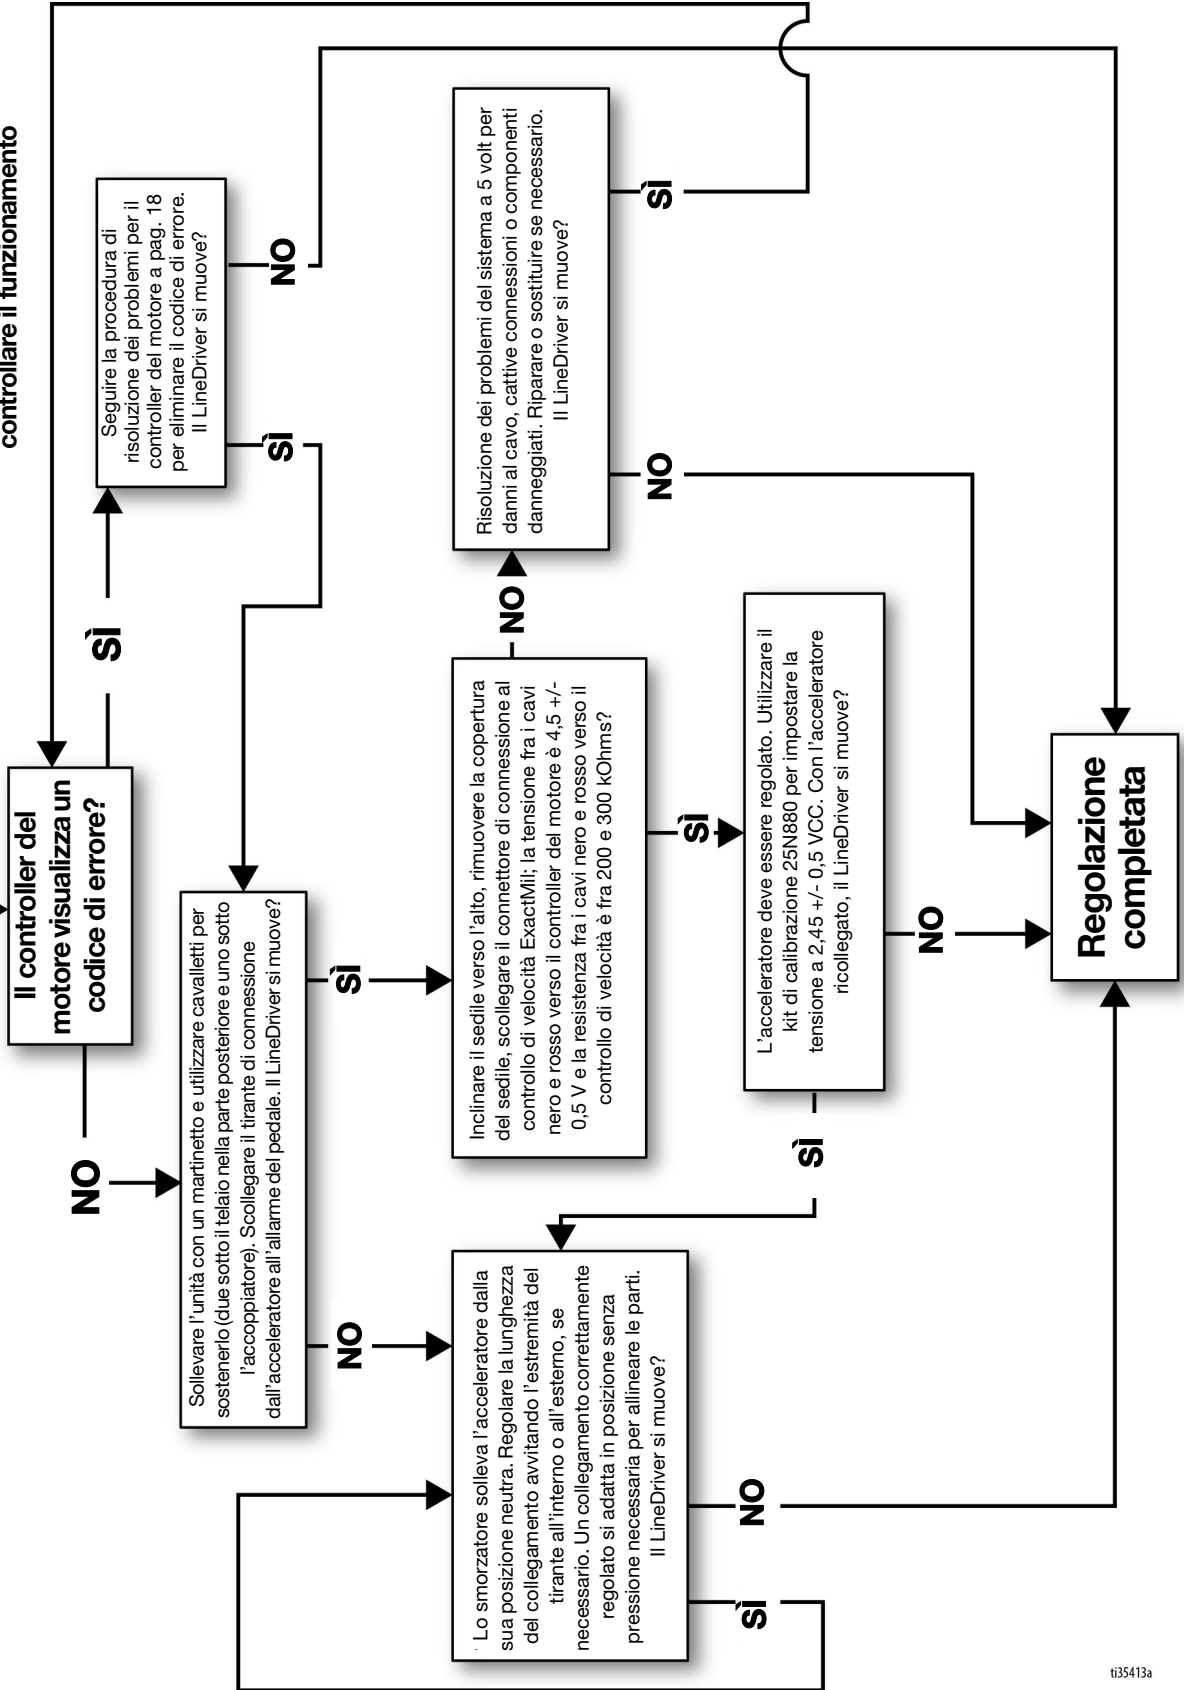 controllare il funzionamento
Il controller del
motore visualizza un
codice di errore?
SÌ
NO
Seguire la procedura di
risoluzione dei problemi per il
controller del motore a pag. 18
per eliminare il codice di errore.
Il LineDriver si muove?
SÌ
NO
Sollevare l'unità con un martinetto e utilizzare cavalletti per
sostenerlo (due sotto il telaio nella parte posteriore e uno sotto
l'accoppiatore). Scollegare il tirante di connessione
dall'acceleratore all'allarme del pedale. Il LineDriver si muove?
NO
SÌ
Inclinare il sedile verso l'alto, rimuovere la copertura
del sedile, scollegare il connettore di connessione al
controllo di velocità ExactMil; la tensione fra i cavi
nero e rosso verso il controller del motore è 4,5 +/-
0,5 V e la resistenza fra i cavi nero e rosso verso il
controllo di velocità è fra 200 e 300 kOhms?
NO
SÌ
Risoluzione dei problemi del sistema a 5 volt per
danni al cavo, cattive connessioni o componenti
danneggiati. Riparare o sostituire se necessario.
Il LineDriver si muove?
NO
SÌ
Lo smorzatore solleva l'acceleratore dalla
sua posizione neutra. Regolare la lunghezza
del collegamento avvitando l'estremità del
tirante all'interno o all'esterno, se
necessario. Un collegamento correttamente
regolato si adatta in posizione senza
pressione necessaria per allineare le parti.
Il LineDriver si muove?
SÌ
NO
L'acceleratore deve essere regolato. Utilizzare il
kit di calibrazione 25N880 per impostare la
tensione a 2,45 +/- 0,5 VCC. Con l'acceleratore
ricollegato, il LineDriver si muove?
SÌ
NO
Regolazione
completata
ti35413a